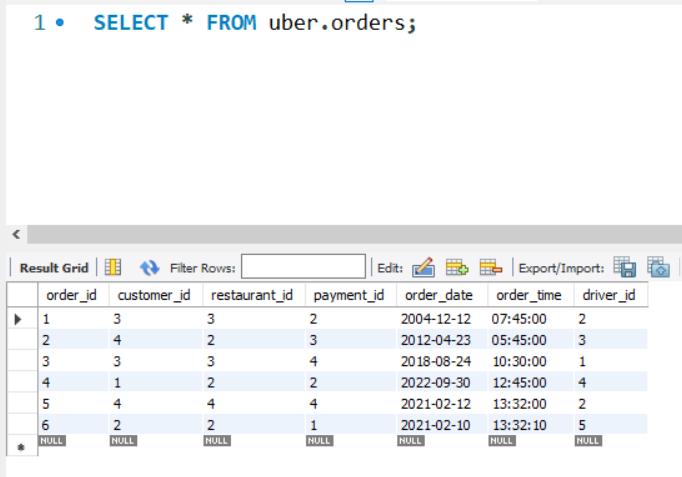 1 SELECT * FROM uber.orders;
Result Grid Filter Rows: Edit: Export/Import:
order_id customer_id restaurant_id payment_id order_date order_time driver_id
1 3 3 2 2004-12-12 07:45:00 2
2 4 2 3 2012-04-23 05:45:00 3
3 3 3 4 2018-08-24 10:30:00 1
4 1 2 2 2022-09-30 12:45:00 4
5 4 4 4 2021-02-12 13:32:00 2
6 2 2 1 2021-02-10 13:32:10 5
NULL NULL NULL NULL NULL NULL NULL